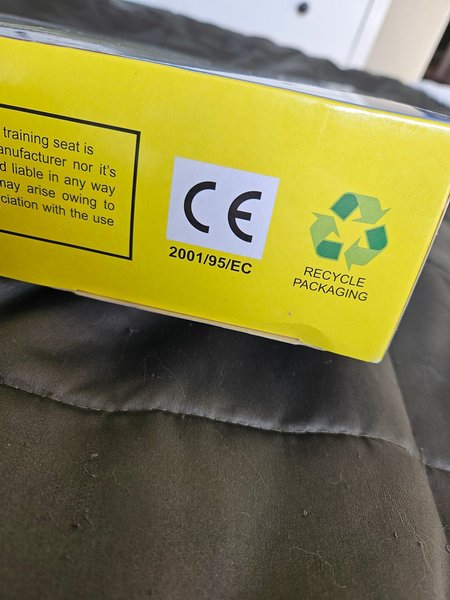 training seat is
anufacturer nor it's
d liable in any way
may arise owing to
ciation with the use
CE
2001/95/EC
RECYCLE
PACKAGING